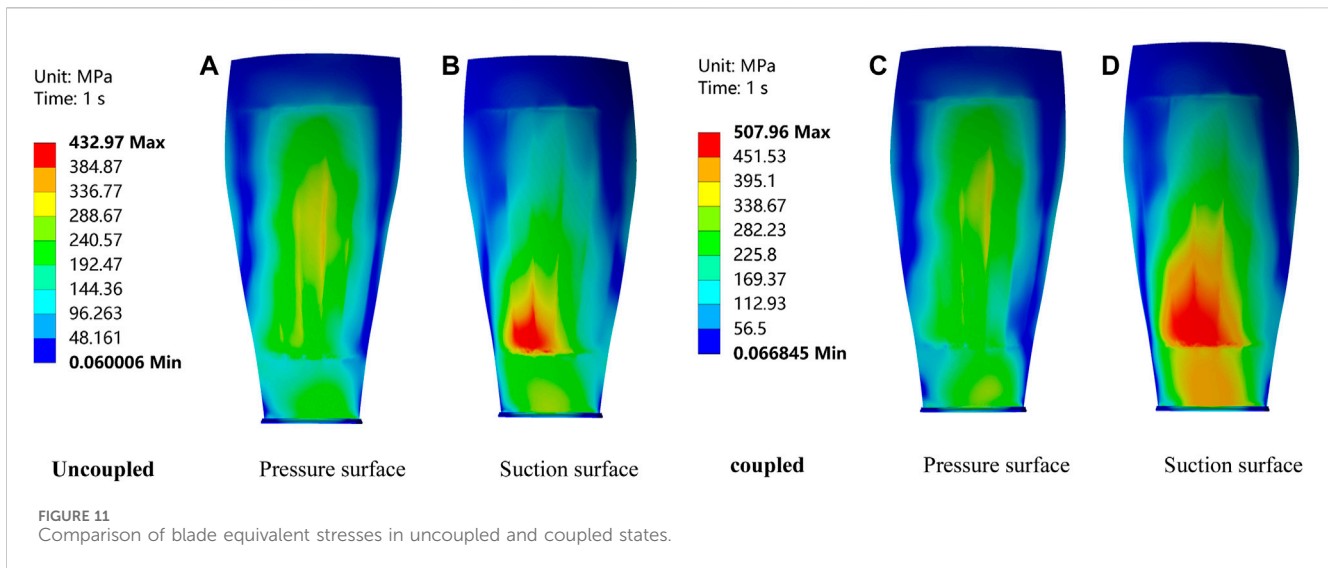 Unit: MPa
Time: 1 s
432.97 Max
384.87
336.77
288.67
240.57
192.47
144.36
96.263
48.161
0.060006 Min
A
B
Unit: MPa
Time: 1 s
507.96 Max
451.53
395.1
338.67
282.23
225.8
169.37
112.93
56.5
0.066845 Min
C
D
Uncoupled
Pressure surface
Suction surface
coupled
Pressure surface
Suction surface
FIGURE 11
Comparison of blade equivalent stresses in uncoupled and coupled states.